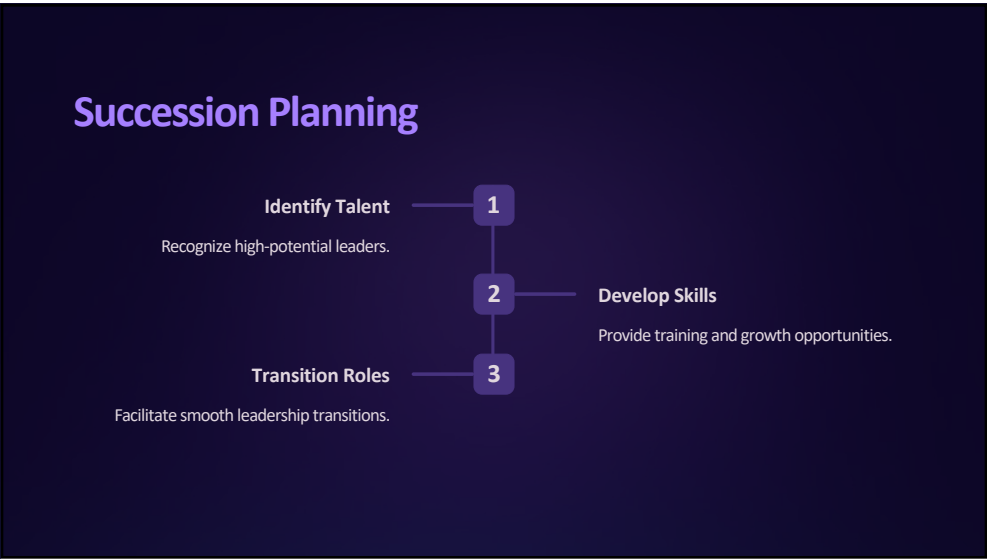 Succession Planning
1
Identify Talent
Recognize high-potential leaders.
2
Develop Skills
Provide training and growth opportunities.
3
Transition Roles
Facilitate smooth leadership transitions.